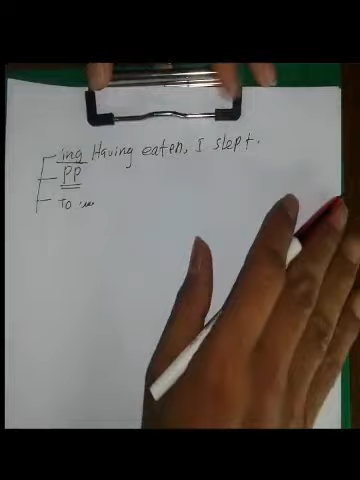 ing Having eaten, I slept.
PP
To ...